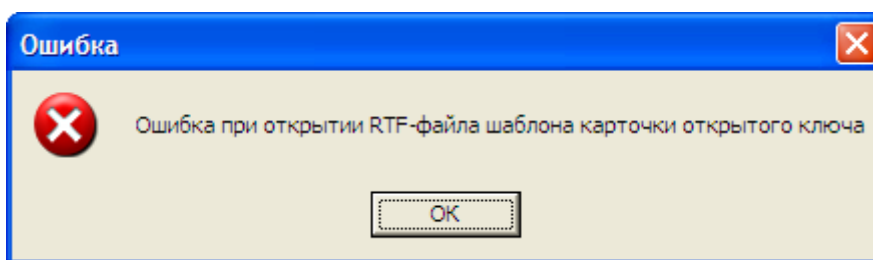 Ошибка
Ошибка при открытии RTF-файла шаблона карточки открытого ключа
OK